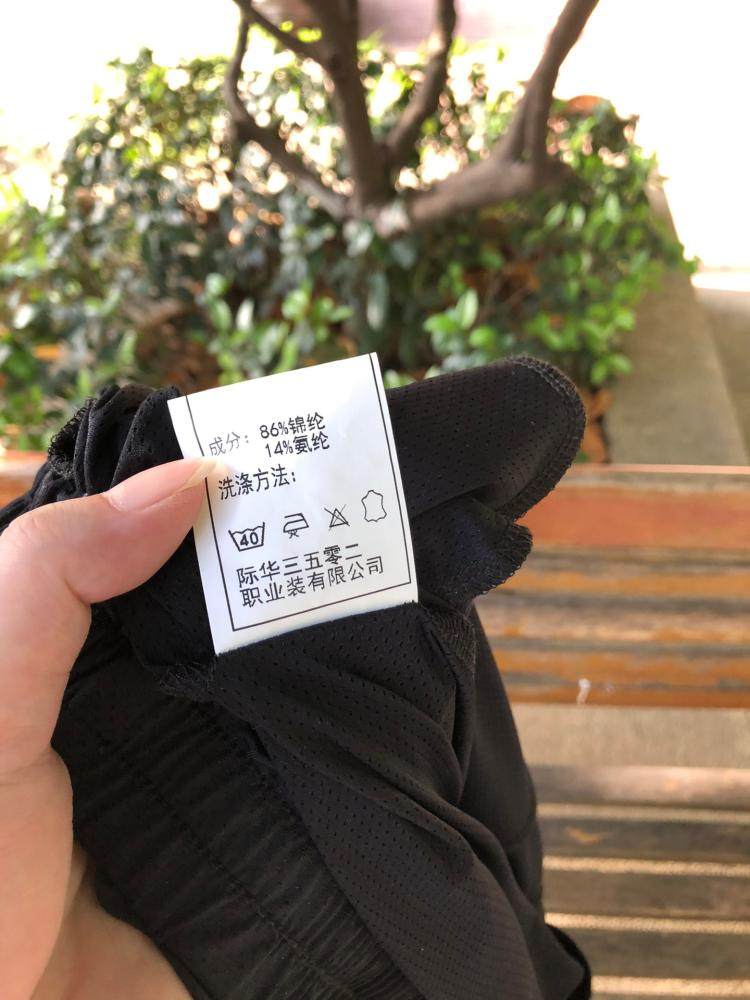 成分: 86%锦纶
14%氨纶
洗涤方法:
40
际华三五零二
职业装有限公司